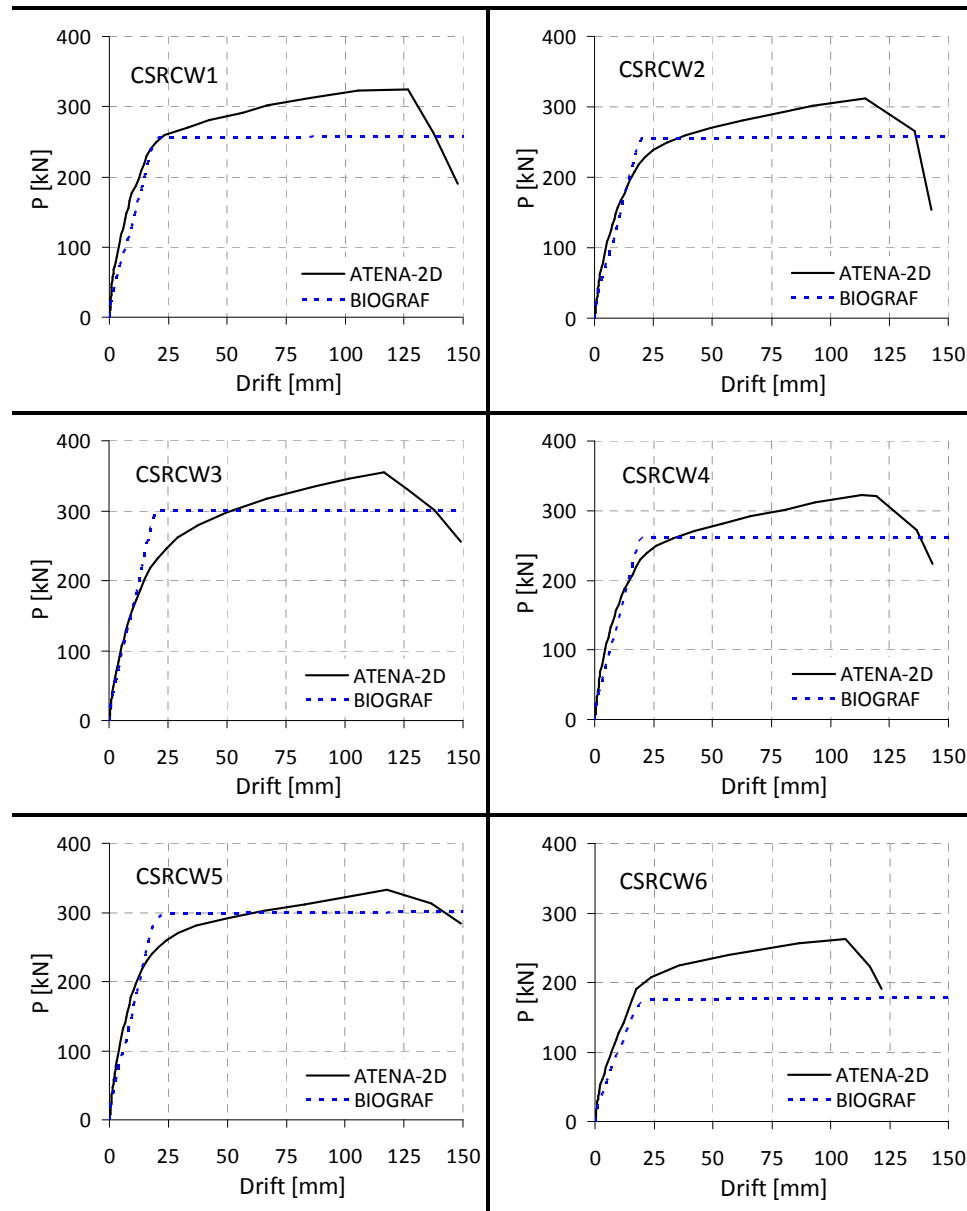 CSRCW1
P [kN]
400
300
200
100
0
ATENA-2D
BIOGRAF
0 25 50 75 100 125 150
Drift [mm]
CSRCW2
P [kN]
400
300
200
100
0
ATENA-2D
BIOGRAF
0 25 50 75 100 125 150
Drift [mm]
CSRCW3
P [kN]
400
300
200
100
0
ATENA-2D
BIOGRAF
0 25 50 75 100 125 150
Drift [mm]
CSRCW4
P [kN]
400
300
200
100
0
ATENA-2D
BIOGRAF
0 25 50 75 100 125 150
Drift [mm]
CSRCW5
P [kN]
400
300
200
100
0
ATENA-2D
BIOGRAF
0 25 50 75 100 125 150
Drift [mm]
CSRCW6
P [kN]
400
300
200
100
0
ATENA-2D
BIOGRAF
0 25 50 75 100 125 150
Drift [mm]